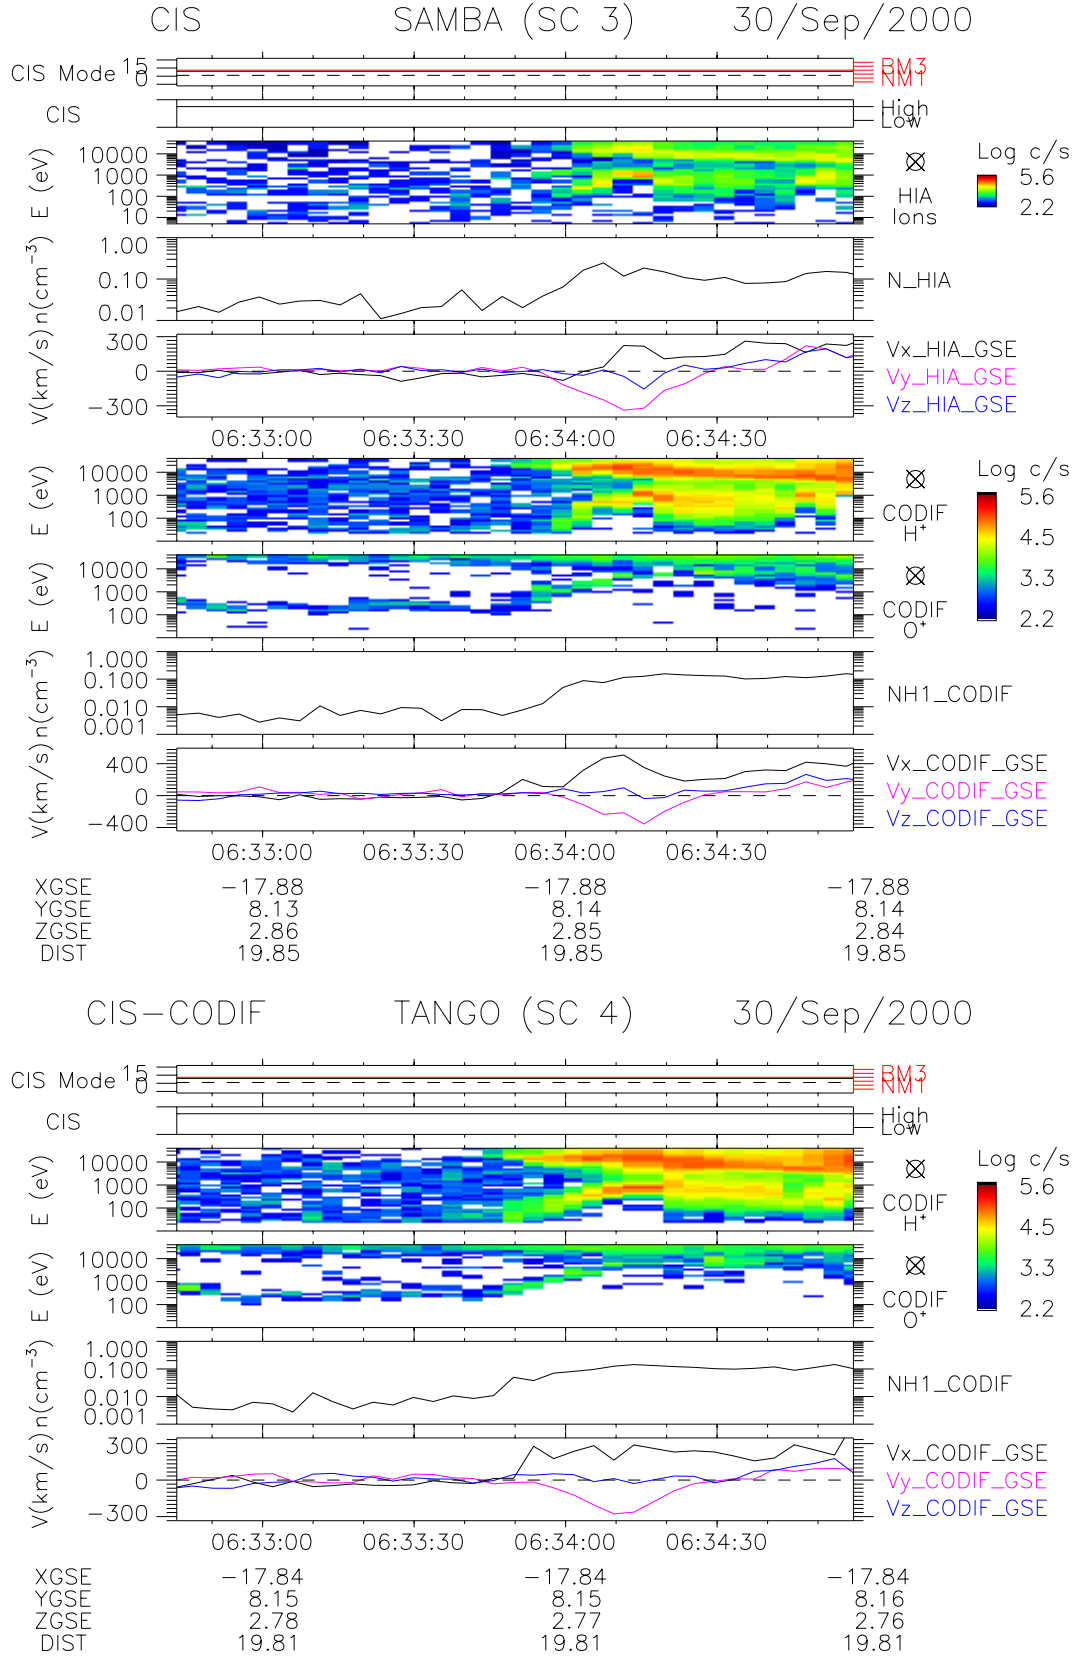 CIS SAMBA (SC 3) 30/Sep/2000
CIS Mode 15 0 BM3 NM1
CIS High Low
E (eV) 10000 1000 100 10 HIA Ions
Log c/s 5.6 2.2
n(cm-3) 1.00 0.10 0.01 N_HIA
V(km/s) 300 0 -300 Vx_HIA_GSE
Vy_HIA_GSE
Vz_HIA_GSE
06:33:00 06:33:30 06:34:00 06:34:30
E (eV) 10000 1000 100 CODIF H+
Log c/s 5.6 4.5 3.3 2.2
E (eV) 10000 1000 100 CODIF O+
n(cm-3) 1.000 0.100 0.010 0.001 NH1_CODIF
V(km/s) 400 0 -400 Vx_CODIF_GSE
Vy_CODIF_GSE
Vz_CODIF_GSE
06:33:00 06:33:30 06:34:00 06:34:30
XGSE -17.88 -17.88 -17.88
YGSE 8.13 8.14 8.14
ZGSE 2.86 2.85 2.84
DIST 19.85 19.85 19.85
CIS-CODIF TANGO (SC 4) 30/Sep/2000
CIS Mode 15 0 BM3 NM1
CIS High Low
E (eV) 10000 1000 100 CODIF H+
Log c/s 5.6 4.5 3.3 2.2
E (eV) 10000 1000 100 CODIF O+
n(cm-3) 1.000 0.100 0.010 0.001 NH1_CODIF
V(km/s) 300 0 -300 Vx_CODIF_GSE
Vy_CODIF_GSE
Vz_CODIF_GSE
06:33:00 06:33:30 06:34:00 06:34:30
XGSE -17.84 -17.84 -17.84
YGSE 8.15 8.15 8.16
ZGSE 2.78 2.77 2.76
DIST 19.81 19.81 19.81